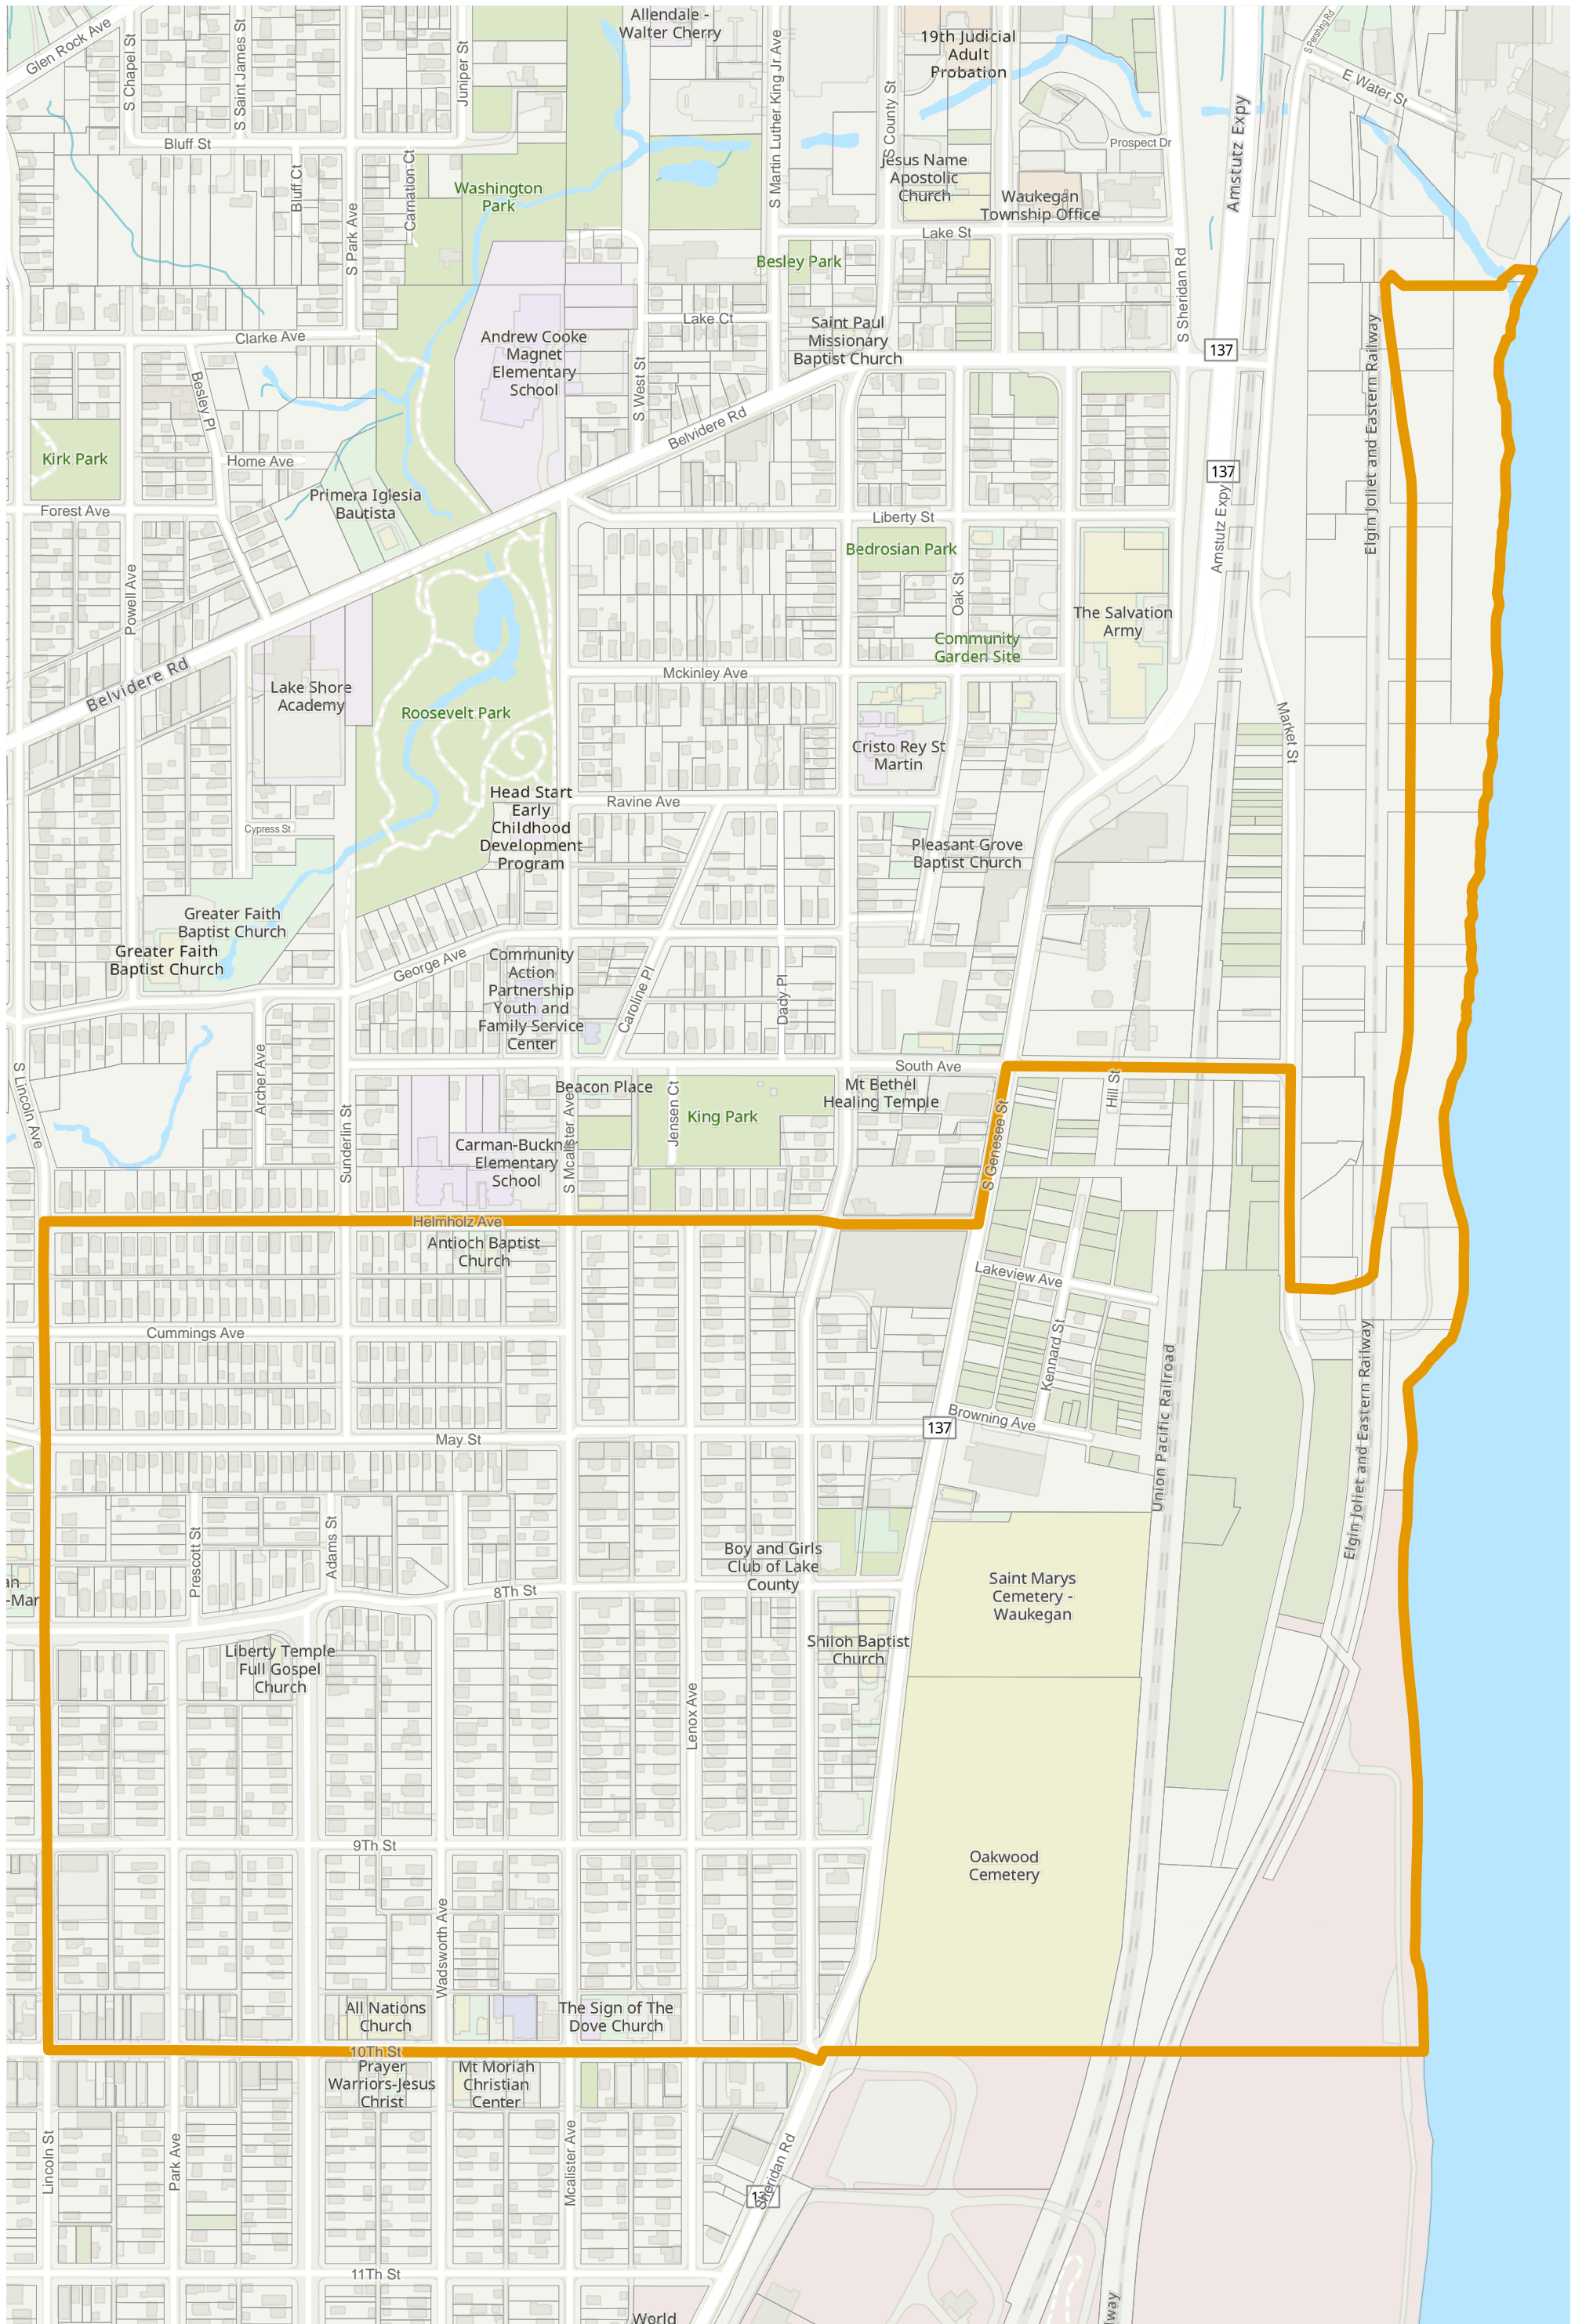 Glen Rock Ave
S Chapel St
S Saint James St
Juniper St
Allendale -
Walter Cherry
S Martin Luther King Jr Ave
S County St
19th Judicial
Adult
Probation
Amstutz Expy
S Pershing Rd
E Water St
Bluff St
Bluff Ct
S Park Ave
Carnation Ct
Washington
Park
Jesus Name
Apostolic
Church
Waukegan
Township Office
Prospect Dr
Lake St
Besley Park
S Sheridan Rd
Clarke Ave
Besley Pl
Andrew Cooke
Magnet
Elementary
School
Lake Ct
S West St
Saint Paul
Missionary
Baptist Church
137
Elgin Joliet and Eastern Railway
Kirk Park
Home Ave
Belvidere Rd
137
Forest Ave
Primera Iglesia
Bautista
Liberty St
Bedrosian Park
Amstutz Expy
Powell Ave
Oak St
The Salvation
Army
Community
Garden Site
Belvidere Rd
Lake Shore
Academy
Roosevelt Park
Mckinley Ave
Cristo Rey St
Martin
Market St
Head Start
Early
Childhood
Development
Program
Ravine Ave
Cypress St
Pleasant Grove
Baptist Church
Greater Faith
Baptist Church
Greater Faith
Baptist Church
George Ave
Community
Action
Partnership
Youth and
Family Service
Center
Caroline Pl
Dady Pl
S Lincoln Ave
Archer Ave
Sunderlin St
Beacon Place
S Mcalister Ave
Jensen Ct
King Park
Mt Bethel
Healing Temple
South Ave
S Genesee St
Hill St
Carman-Buckner
Elementary
School
Helmholz Ave
Antioch Baptist
Church
Lakeview Ave
Kennard St
Cummings Ave
Union Pacific Railroad
Elgin Joliet and Eastern Railway
137
Browning Ave
May St
Prescott St
Adams St
8Th St
Boy and Girls
Club of Lake
County
Saint Marys
Cemetery -
Waukegan
an
-Mar
Liberty Temple
Full Gospel
Church
Shiloh Baptist
Church
Lenox Ave
9Th St
Oakwood
Cemetery
Wadsworth Ave
All Nations
Church
The Sign of The
Dove Church
10Th St
Prayer
Warriors-Jesus
Christ
Mt Moriah
Christian
Center
Lincoln St
Park Ave
Mcalister Ave
Sheridan Rd
11Th St
World
lway